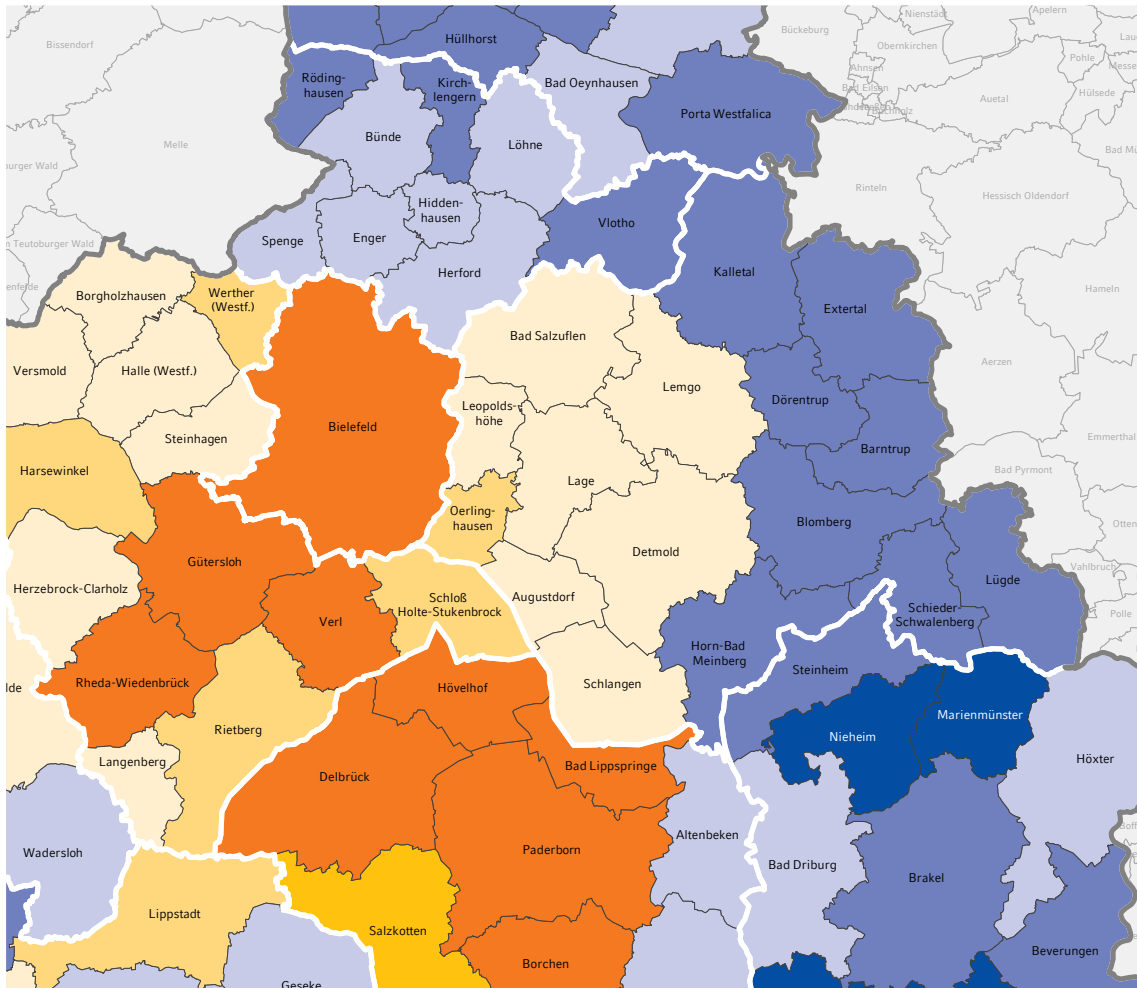 Bückeburg
Nienstädt
Apelern
Bissendorf
Hüllhorst
Obernkirchen
Pohle
Ahnsen
Röding-
hausen
Kirch-
lengern
Bad Oeynhausen
Bad Eilsen
Hülsede
Auetal
Buchholz
Porta Westfalica
Bünde
Löhne
Melle
Rinteln
Hessisch Oldendorf
Hidden-
hausen
Vlotho
Spenge
Enger
n Teutoburger Wald
Herford
Kalletal
Hameln
Borgholzhausen
Werther
(Westf.)
Extertal
Bad Salzuflen
Aerzen
Versmold
Halle (Westf.)
Lemgo
Dörentrup
Leopolds-
höhe
Bielefeld
Steinhagen
Emmerthal
Barntrup
Harsewinkel
Bad Pyrmont
Lage
Oerling-
hausen
Blomberg
Detmold
Gütersloh
Vahlbruch
Lügde
Herzebrock-Clarholz
Schloß
Holte-Stukenbrock
Augustdorf
Schieder-
Schwalenberg
Polle
Verl
Horn-Bad
Meinberg
Steinheim
Rheda-Wiedenbrück
Hövelhof
Schlangen
Marienmünster
Rietberg
Nieheim
Langenberg
Delbrück
Bad Lippspringe
Höxter
Altenbeken
Wadersloh
Paderborn
Bad Driburg
Brakel
Lippstadt
Salzkotten
Beverungen
Borchen
Geseke